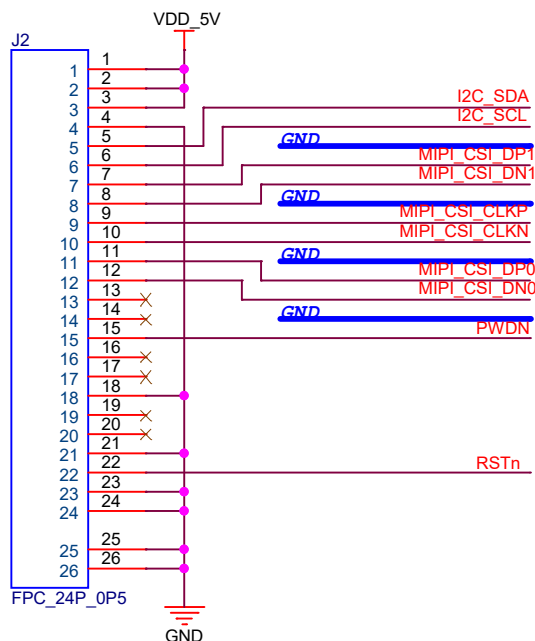 VDD_5V
J2
1 1
2 2
3 3
4 4
5 5 I2C_SDA
6 6 I2C_SCL
GND
7 7 MIPI_CSI_DP1
8 8 MIPI_CSI_DN1
GND
9 9 MIPI_CSI_CLKP
10 10 MIPI_CSI_CLKN
GND
11 11 MIPI_CSI_DP0
12 12 MIPI_CSI_DN0
13 13
GND
14 14
15 15 PWDN
16 16
17 17
18 18
19 19
20 20
21 21
22 22 RSTn
23 23
24 24
25 25
26 26
FPC_24P_0P5
GND